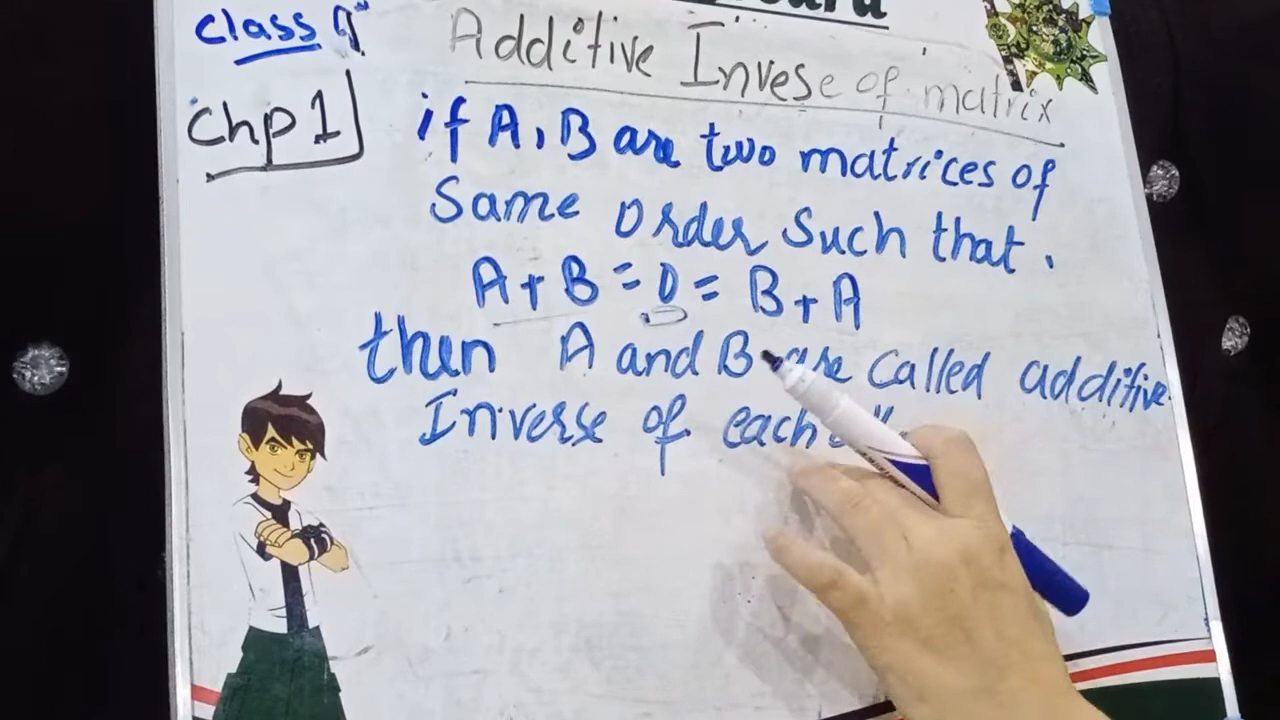 class 9th
Chp 1
Additive Invese of matrix
if A, B are two matrices of
Same order Such that.
A + B = 0 = B + A
then A and B are called additive
Inverse of each